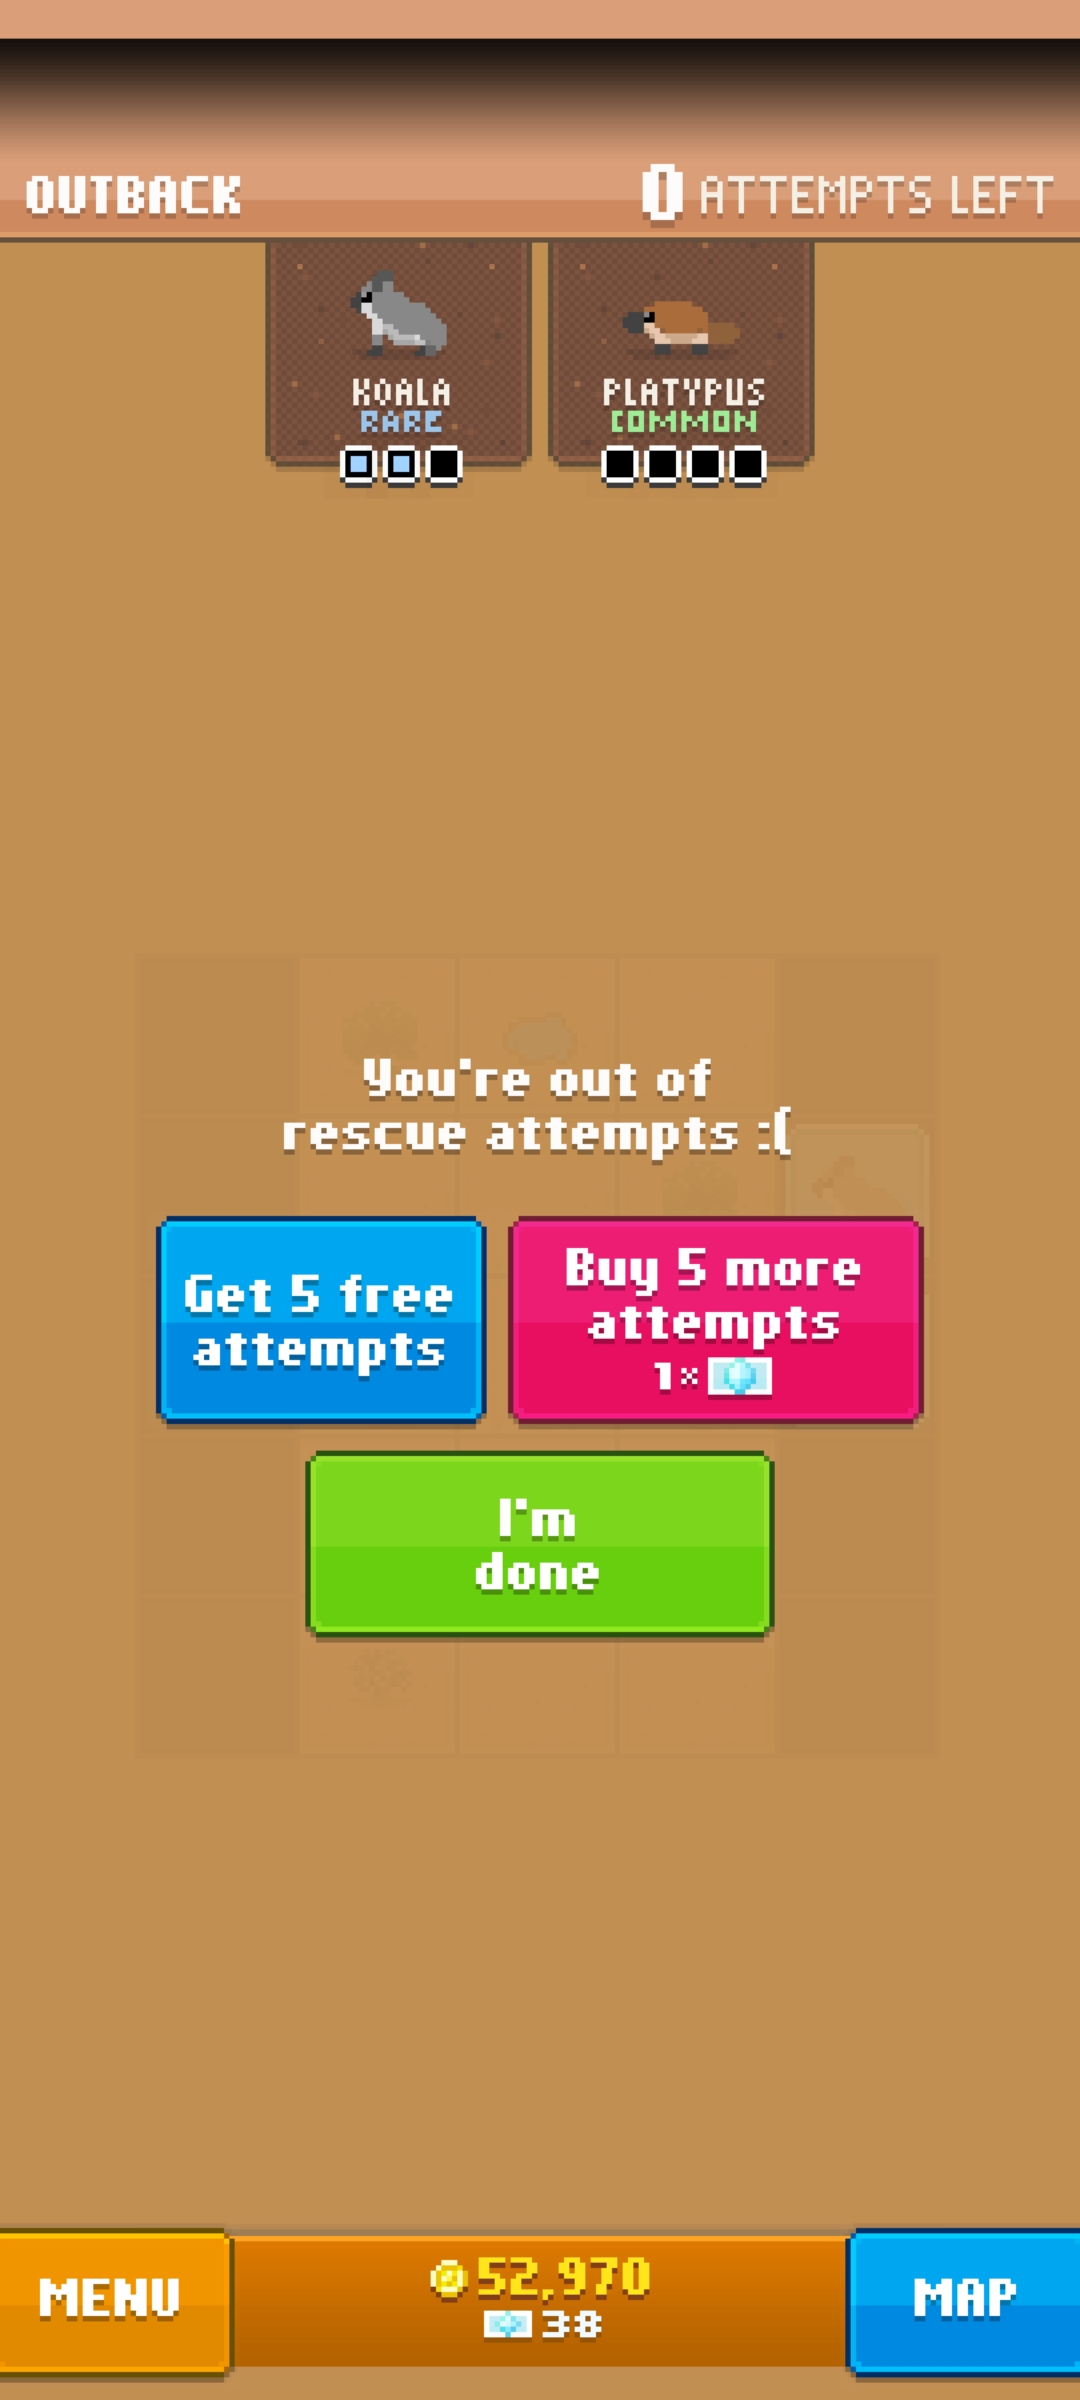 OUTBACK
0 ATTEMPTS LEFT
KOALA
RARE
PLATYPUS
COMMON
You're out of
rescue attempts :(
Get 5 free
attempts
Buy 5 more
attempts
1×
I'm
done
MENU
52,970
38
MAP